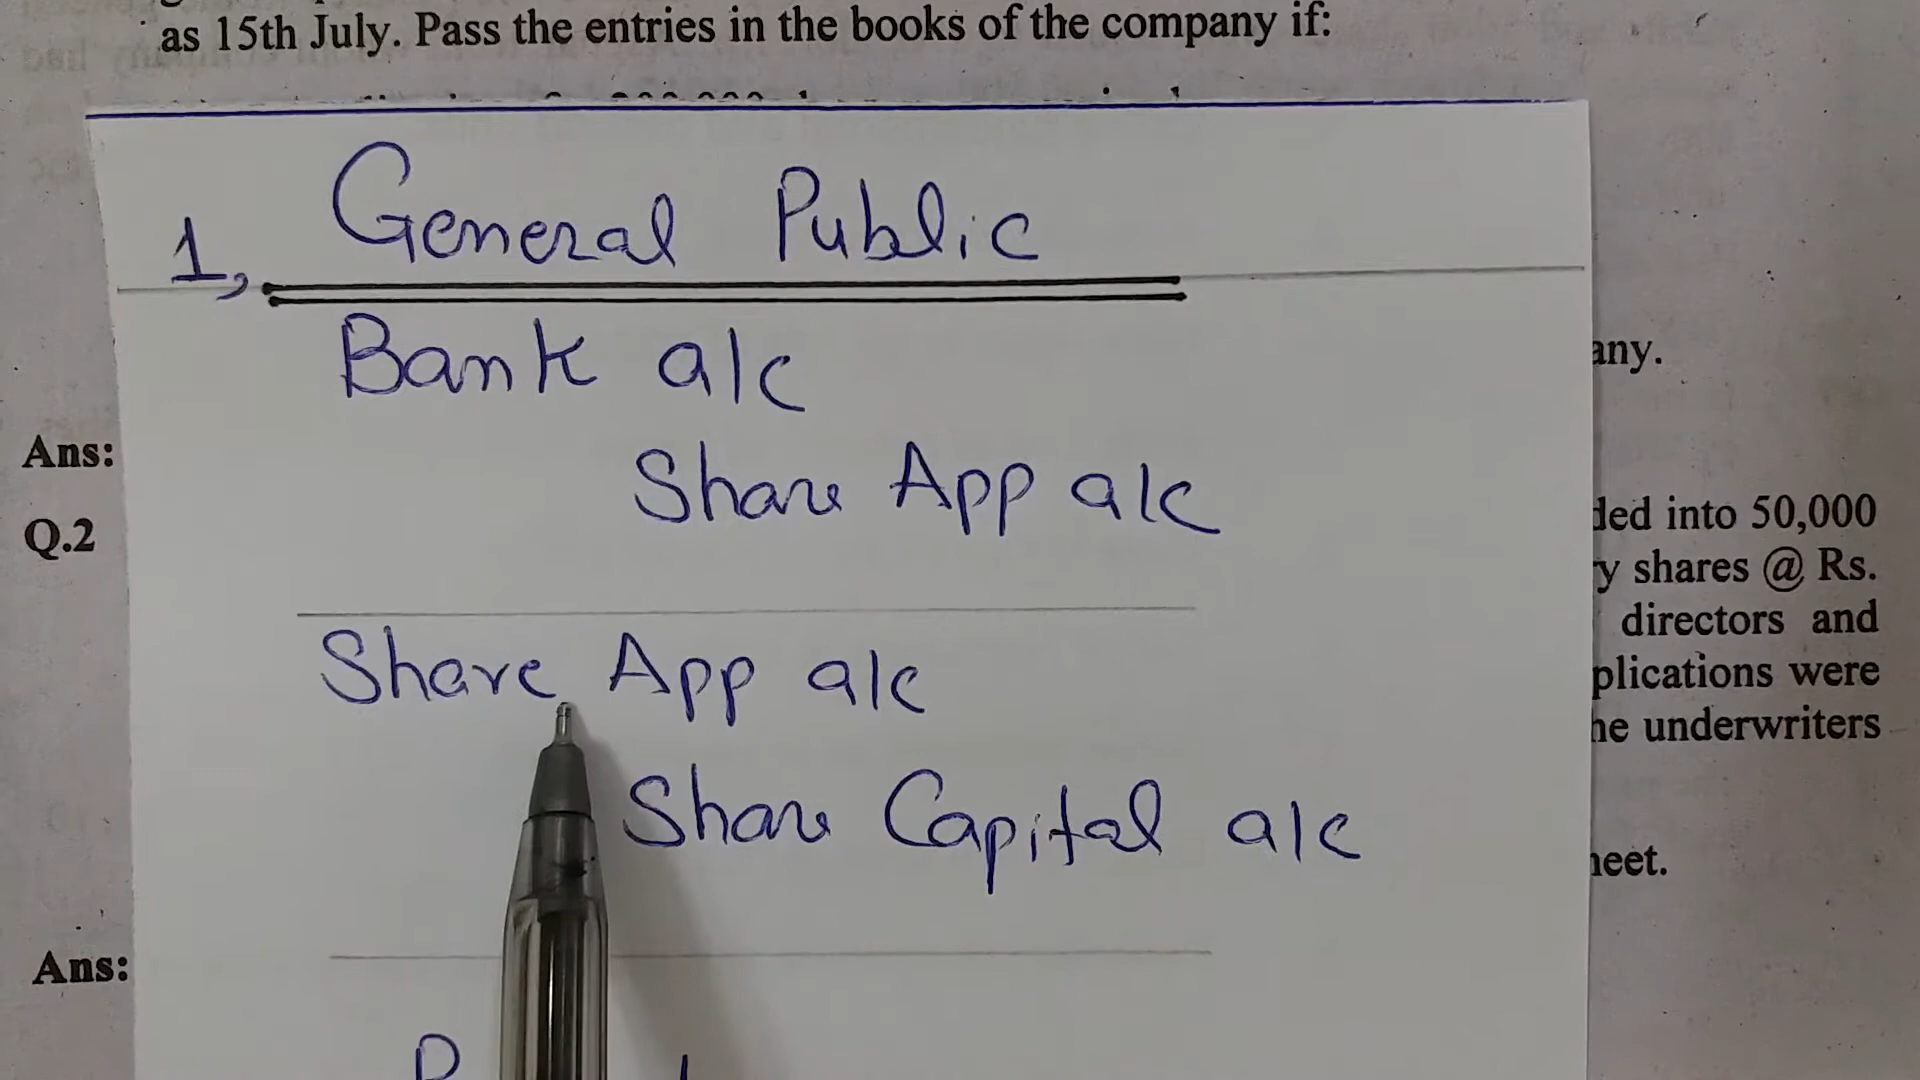 as 15th July. Pass the entries in the books of the company if:
1, General Public
Bank a/c
any.
Ans:
Share App a/c
Q.2
ded into 50,000
y shares @ Rs.
directors and
Share App a/c
plications were
he underwriters
Share Capital a/c
heet.
Ans: